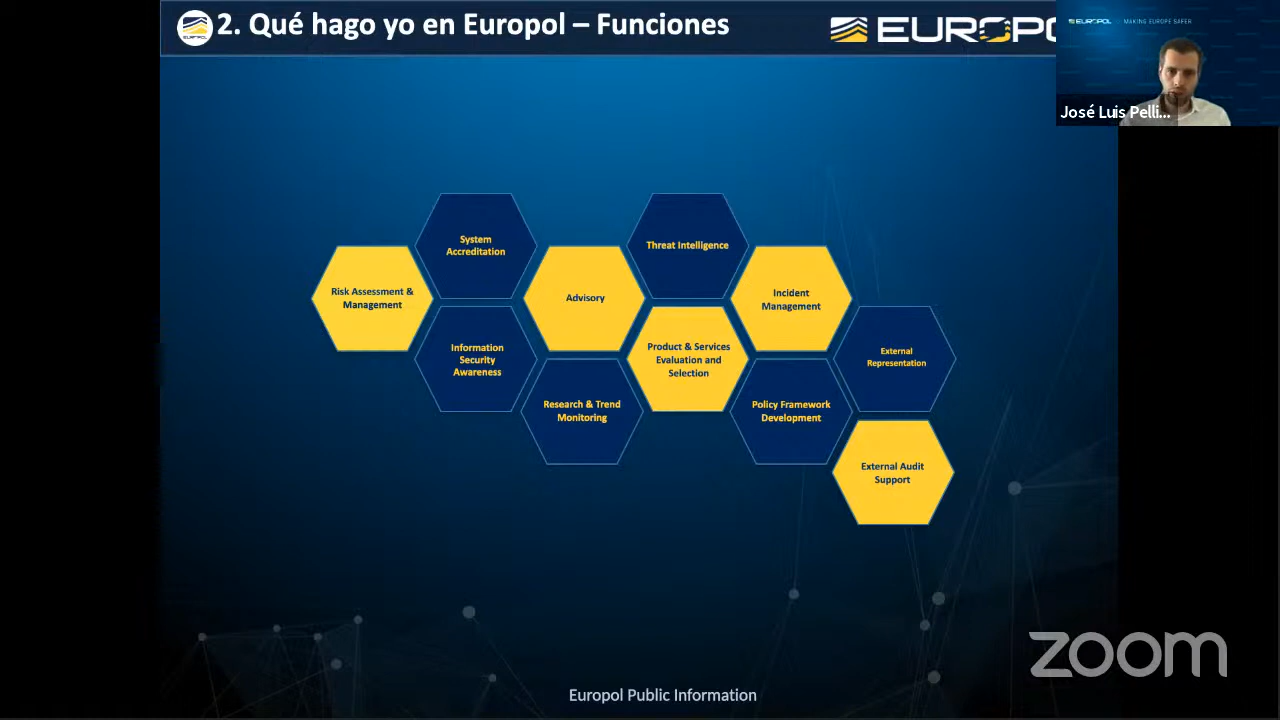 2. Qué hago yo en Europol – Funciones
EUROPO
EUROPOL MAKING EUROPE SAFER
José Luis Pelli...
System
Accreditation
Threat Intelligence
Risk Assessment &
Management
Advisory
Incident
Management
Information
Security
Awareness
Product & Services
Evaluation and
Selection
External
Representation
Research & Trend
Monitoring
Policy Framework
Development
External Audit
Support
zoom
Europol Public Information